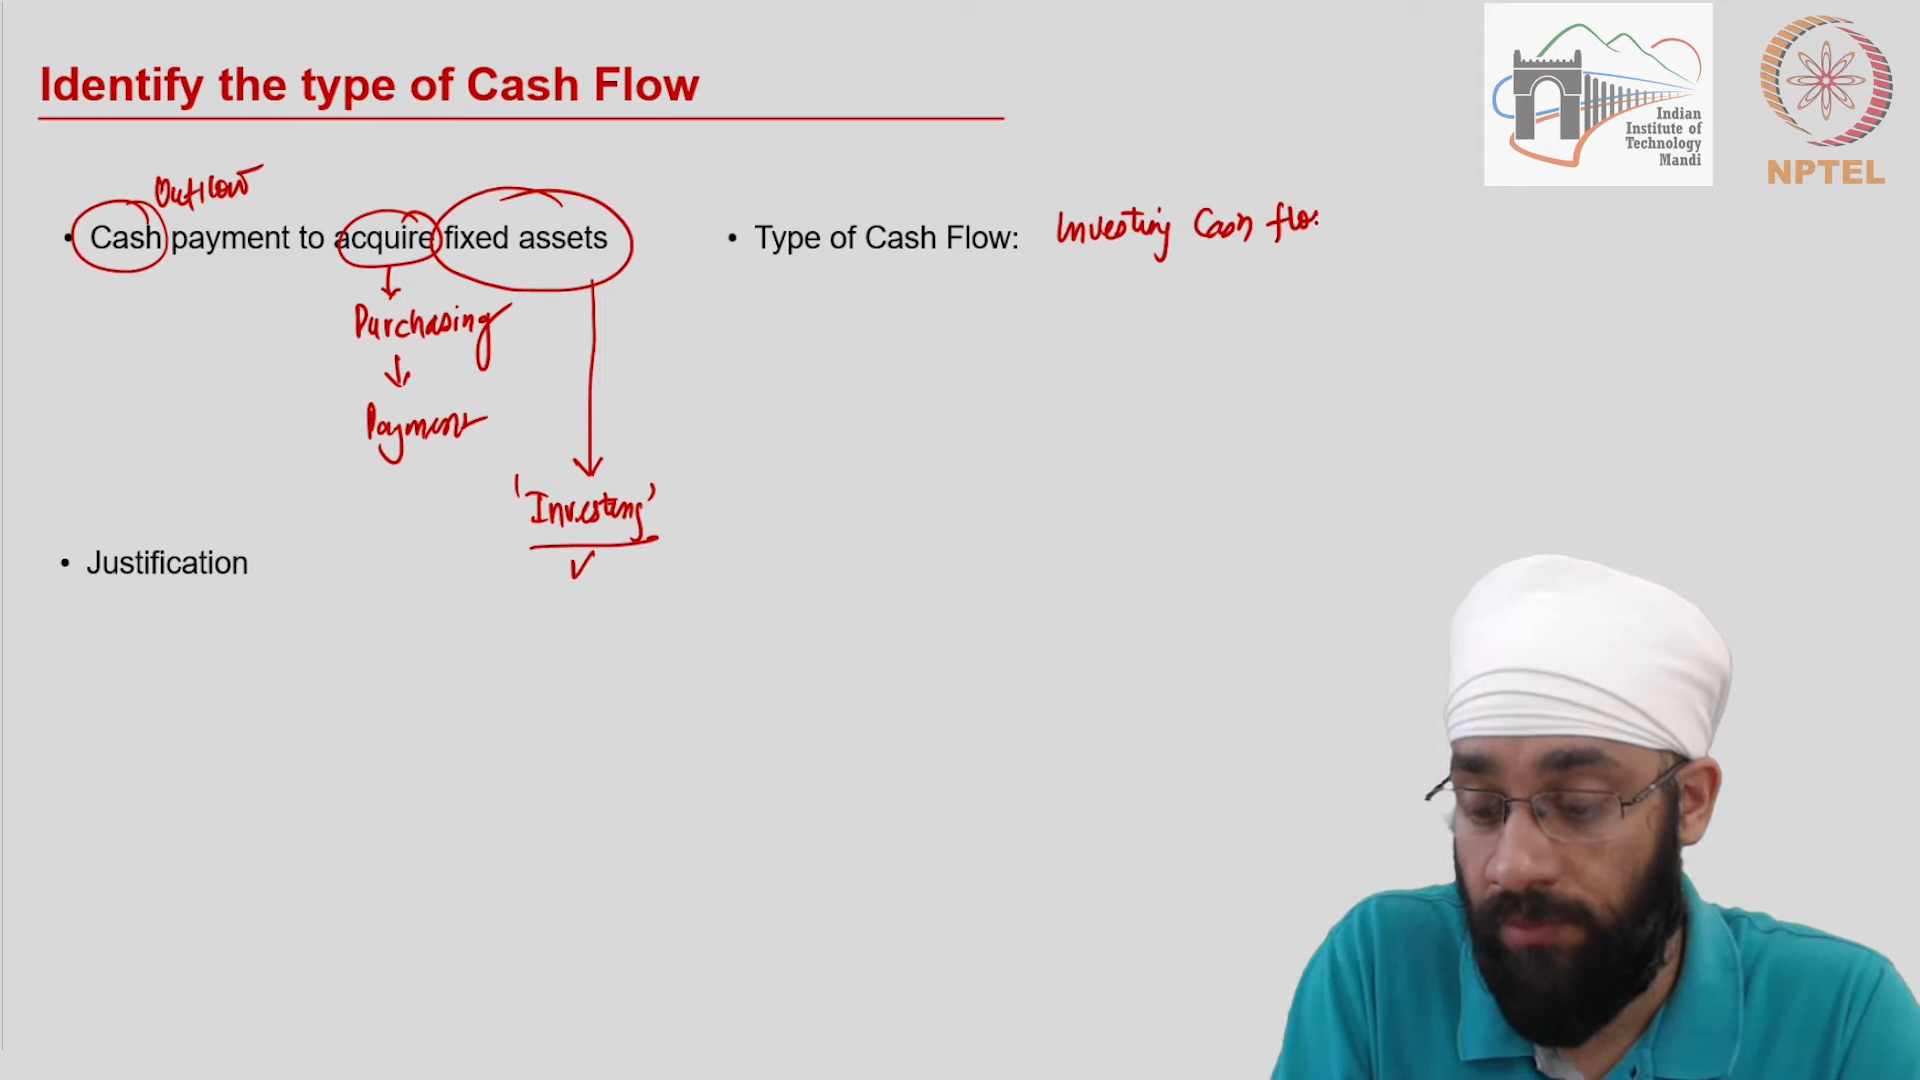 Identify the type of Cash Flow
Indian
Institute of
Technology
Mandi
NPTEL
Outflow
• Cash payment to acquire fixed assets
• Type of Cash Flow: Investing Cash flo
Purchasing
Payment
'Investing'
• Justification